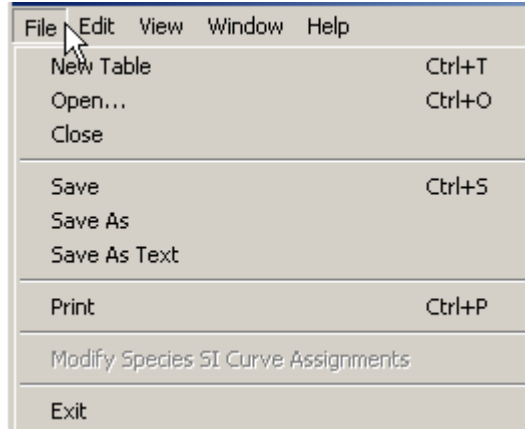 File Edit View Window Help
New Table Ctrl+T
Open... Ctrl+O
Close
Save Ctrl+S
Save As
Save As Text
Print Ctrl+P
Modify Species SI Curve Assignments
Exit